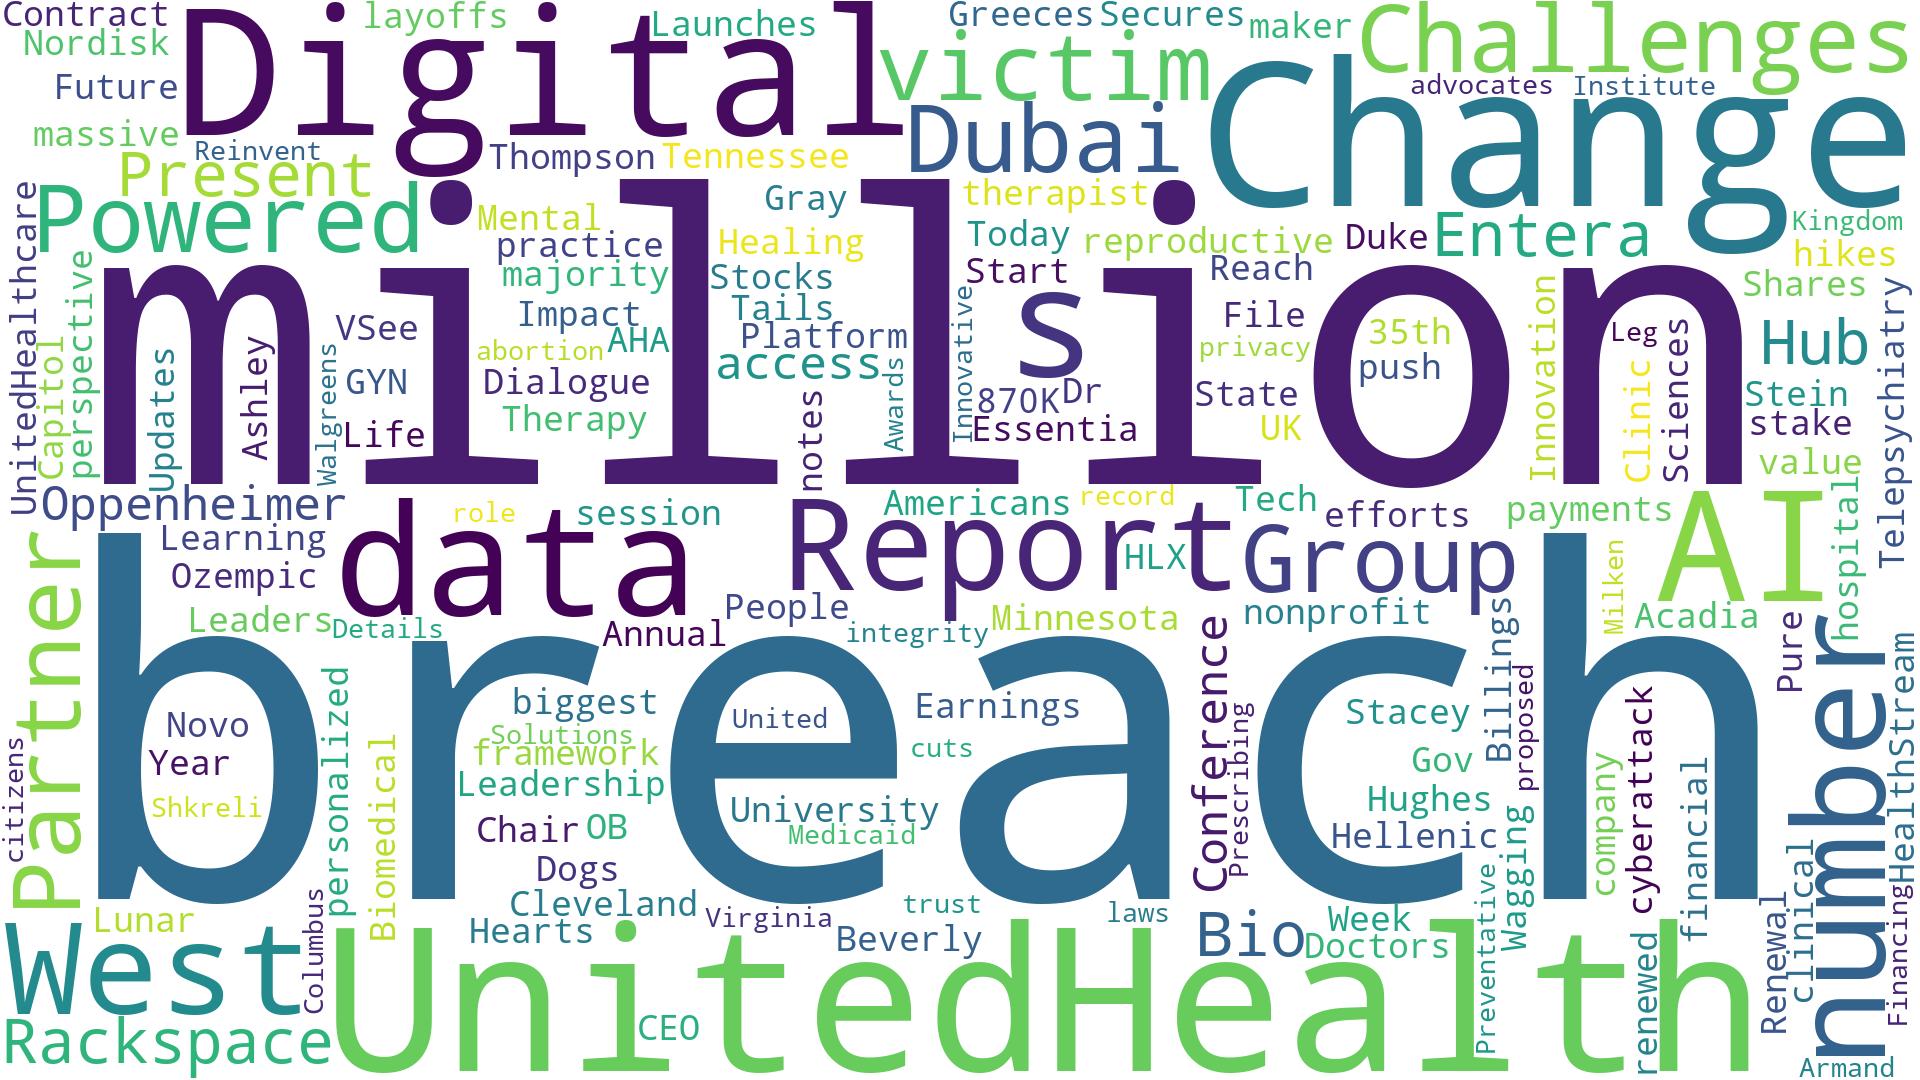 Contract
Nordisk
layoffs
Launches
Greeces
Secures
maker
Challenges
Digital
victim
Future
massive
Reinvent
Present
Thompson
Tennessee
Dubai
advocates
Institute
Change
Powered
Mental
practice
majority
Impact
Gray
Healing
Stocks
Tails
Platform
access
therapist
Today
reproductive
Start
Duke
Entera
Kingdom
hikes
Reach
Shares
File
privacy
State
UK
35th
push
Innovation
Leg
Clinic
Sciences
Hub
Stein
stake
value
Telepsychiatry
UnitedHealthcare
perspective
Capitol
Updates
Ashley
Walgreens
VSee
GYN
Life
abortion
AHA
Dialogue
Therapy
million
s
notes
Awards
Innovative
870K
Dr
Essentia
Oppenheimer
Learning
Ozempic
Leaders
Details
role
session
data
Americans
record
Tech
efforts
payments
Report
HLX
Group
AI
hospital
People
Annual
integrity
Minnesota
nonprofit
Milken
Acadia
Partner
breach
Novo
Year
Shkreli
citizens
personalized
Biomedical
biggest
Solutions
framework
Leadership
United
Earnings
cuts
University
Medicaid
Chair
OB
Dogs
Cleveland
Hearts
Virginia
trust
Beverly
laws
Conference
Prescribing
Stacey
Gov
Hughes
Hellenic
Billings
proposed
Wagging
company
cyberattack
financial
Pure
number
HealthStream
Lunar
West
Columbus
Rackspace
UnitedHealth
CEO
Bio
Week
Doctors
Preventative
renewed
Renewal
clinical
Financing
Armand